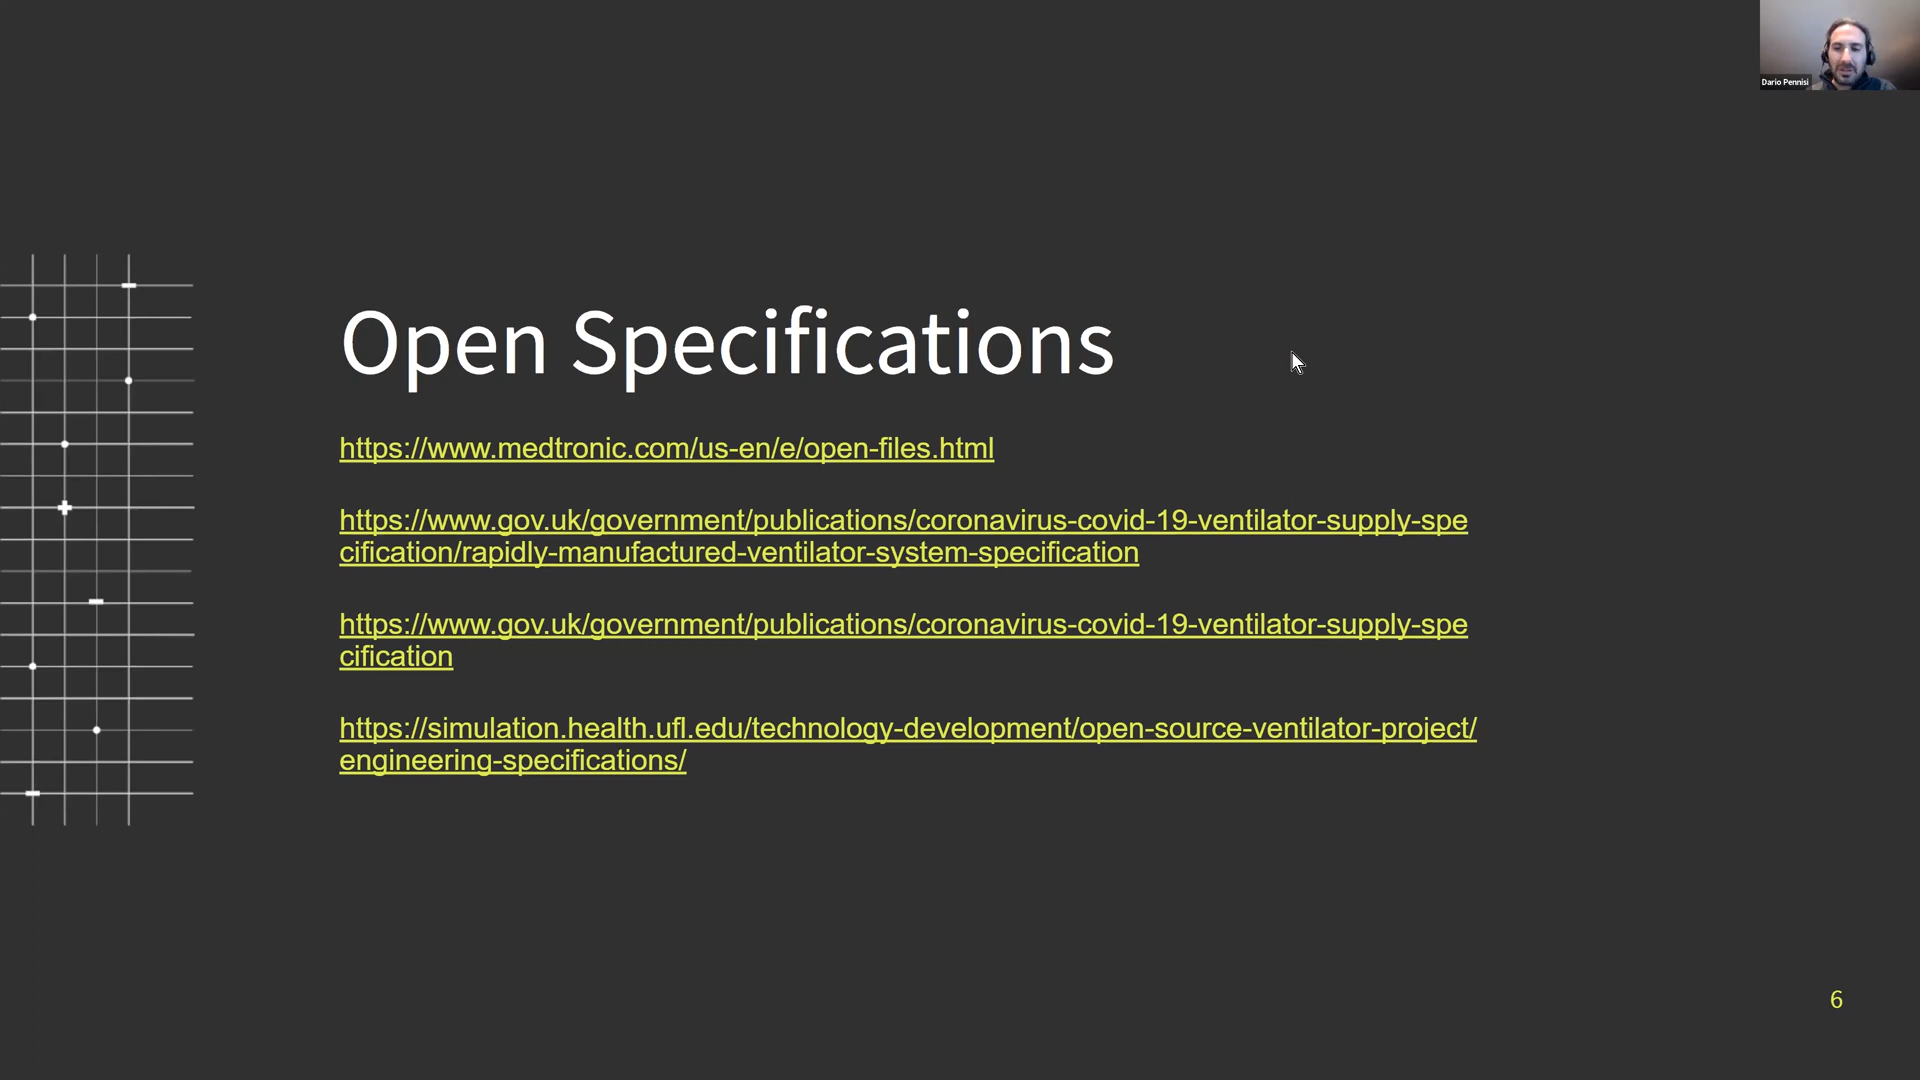 Dario Pennisi
Open Specifications
https://www.medtronic.com/us-en/e/open-files.html
https://www.gov.uk/government/publications/coronavirus-covid-19-ventilator-supply-spe
cification/rapidly-manufactured-ventilator-system-specification
https://www.gov.uk/government/publications/coronavirus-covid-19-ventilator-supply-spe
cification
https://simulation.health.ufl.edu/technology-development/open-source-ventilator-project/
engineering-specifications/
6